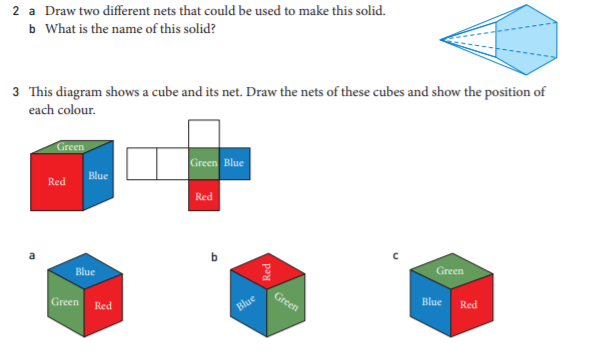 2 a Draw two different nets that could be used to make this solid.
b What is the name of this solid?
3 This diagram shows a cube and its net. Draw the nets of these cubes and show the position of
each colour.
Green
Red
Blue
Green Blue
Red
a
Blue
Green
Red
b
Red
Blue
Green
c
Green
Blue
Red